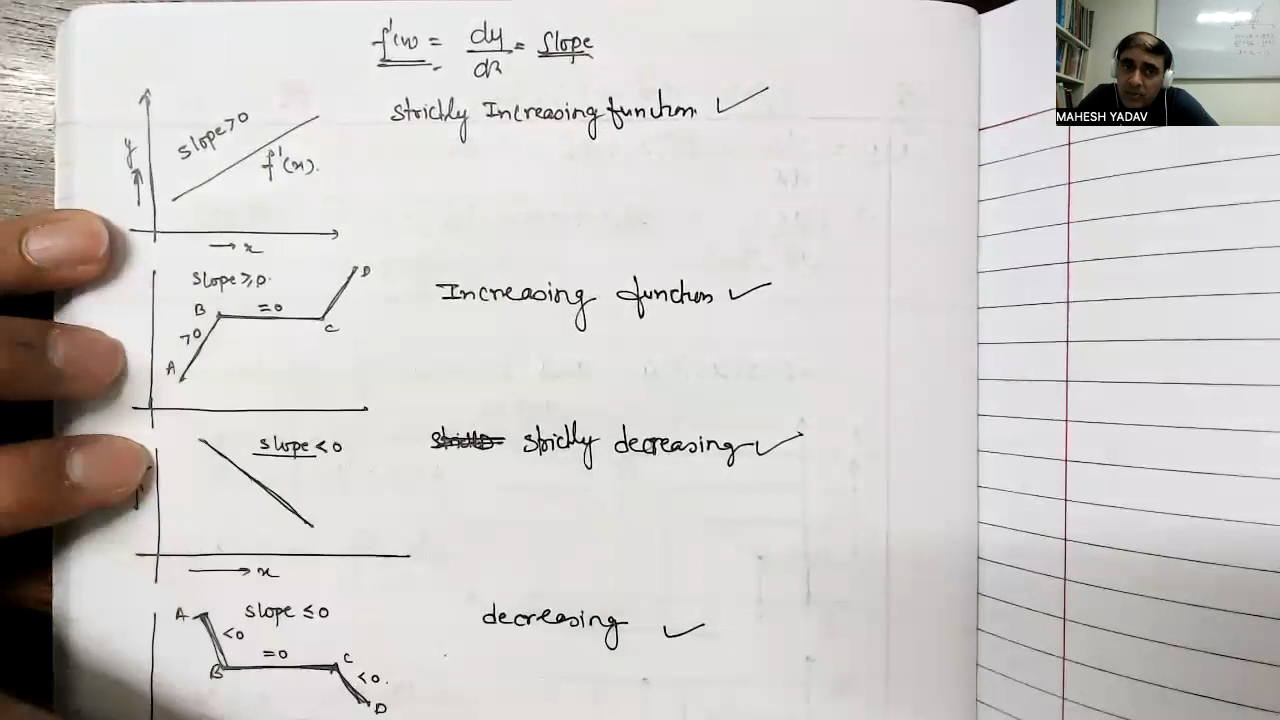 f'(x) = dy/dx = Slope
strictly Increasing function ✓
slope>0
f'(x).
y
→ x
Slope ≥ 0.
D
B
=0
C
>0
A
Increasing function ✓
slope < 0
strictly decreasing ✓
→ x
A
slope ≤ 0
<0
=0
B
C
<0.
D
decreasing ✓
MAHESH YADAV